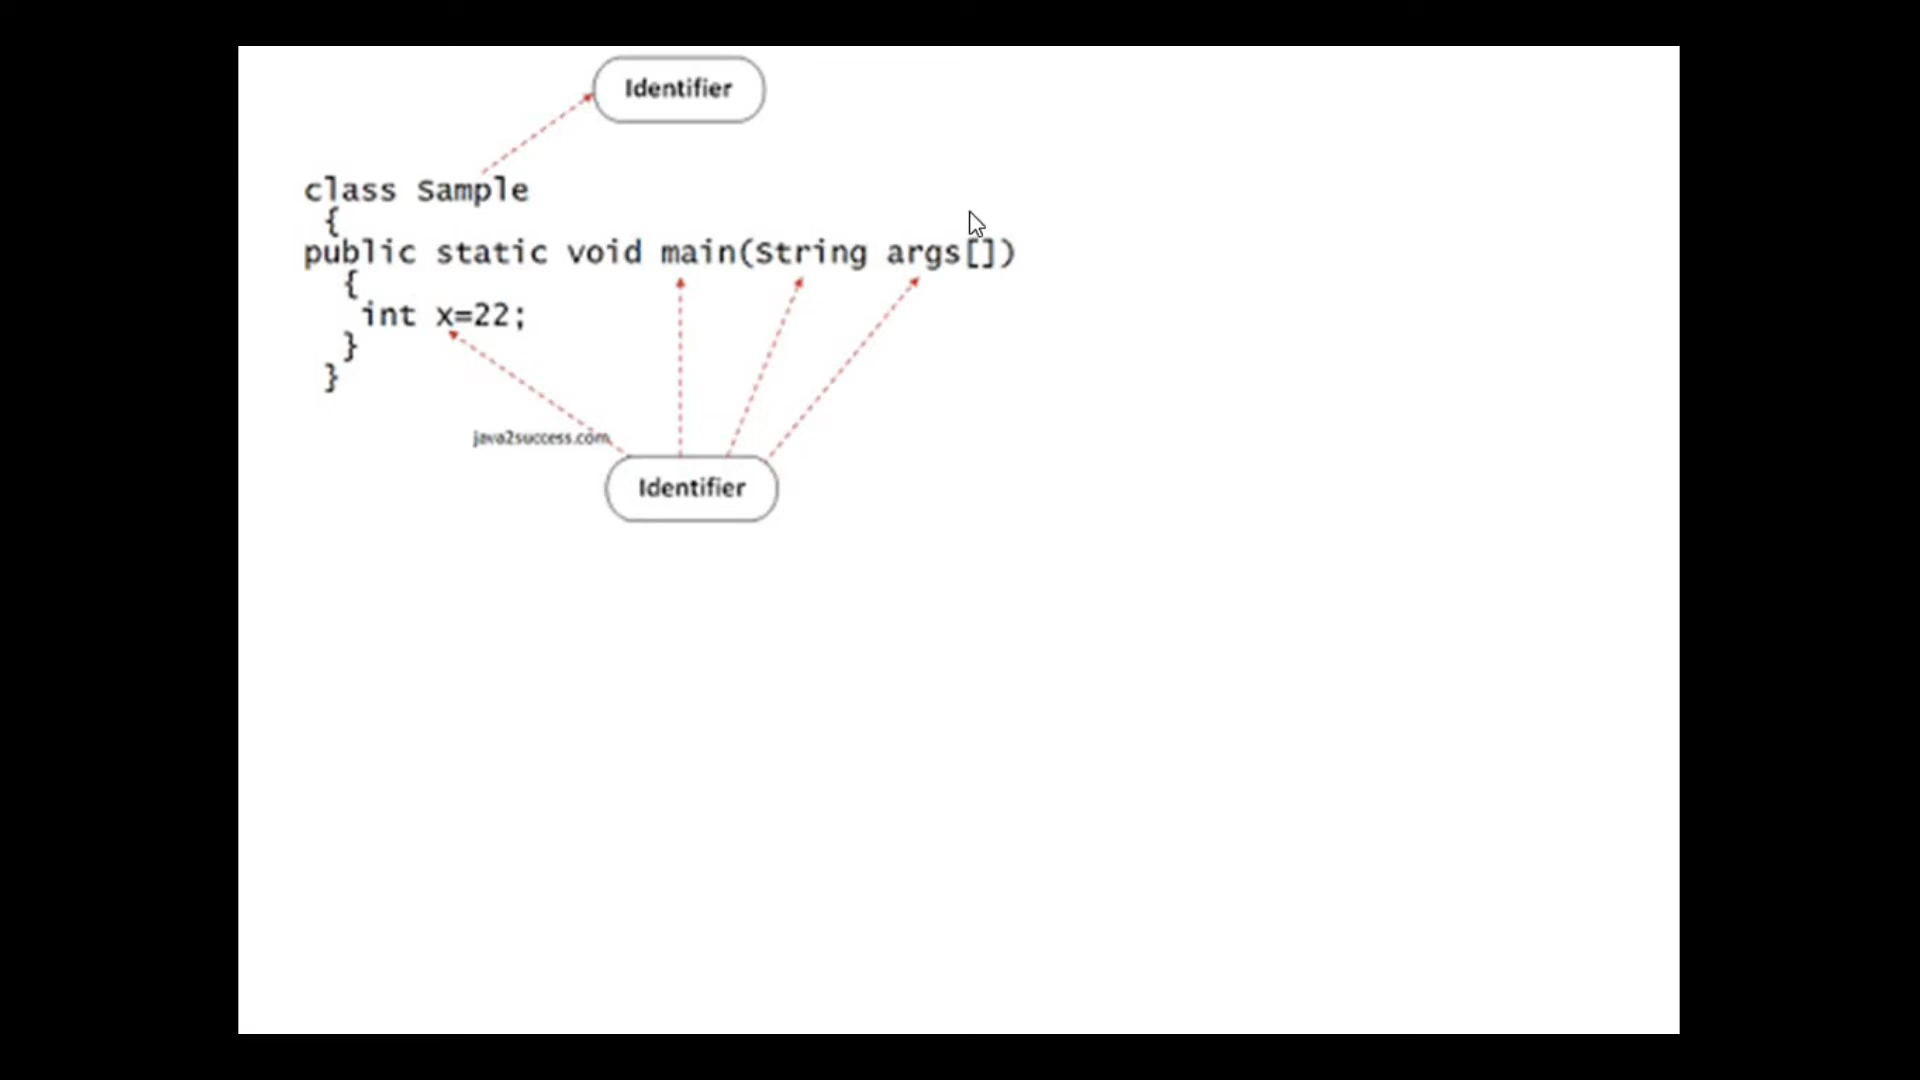 Identifier
class Sample
{
public static void main(String args[])
{
int x=22;
}
}
java2success.com
Identifier